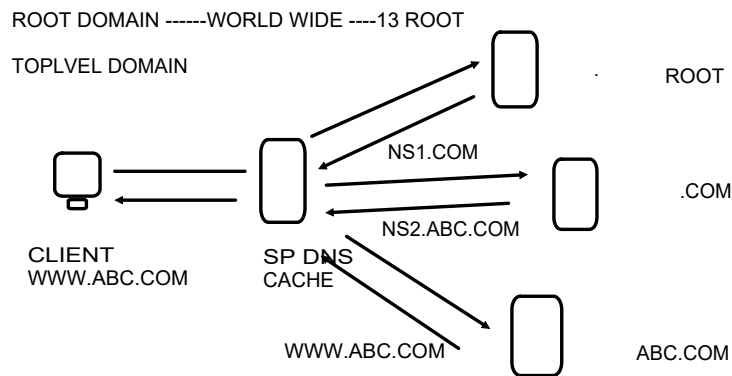 ROOT DOMAIN ------WORLD WIDE ----13 ROOT
TOPLVEL DOMAIN
. ROOT
NS1.COM
.COM
NS2.ABC.COM
CLIENT
WWW.ABC.COM
SP DNS
CACHE
WWW.ABC.COM
ABC.COM